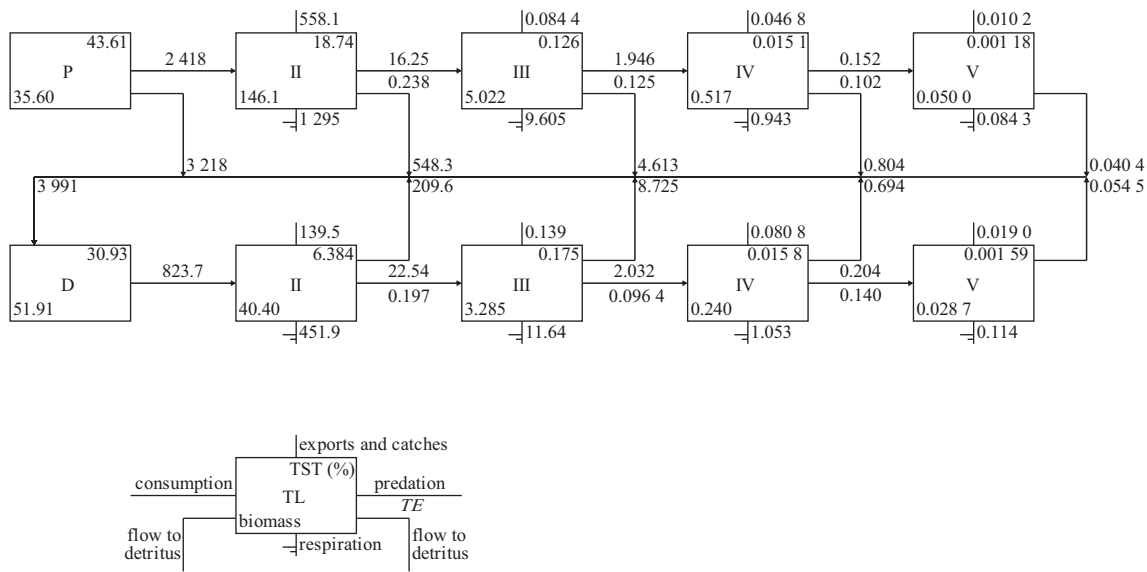 558.1 0.084 4 0.046 8 0.010 2
43.61 18.74 0.126 0.015 1 0.001 18
P 2 418 II 16.25 III 1.946 IV 0.152 V
0.238 0.125 0.102
35.60 146.1 5.022 0.517 0.050 0
1 295 9.605 0.943 0.084 3
3 218 548.3 4.613 0.804 0.040 4
3 991 209.6 8.725 0.694 0.054 5
139.5 0.139 0.080 8 0.019 0
30.93 6.384 0.175 0.015 8 0.001 59
D 823.7 II 22.54 III 2.032 IV 0.204 V
0.197 0.096 4 0.140
51.91 40.40 3.285 0.240 0.028 7
451.9 11.64 1.053 0.114
exports and catches
TST (%)
consumption TL predation
TE
biomass
flow to detritus respiration flow to detritus